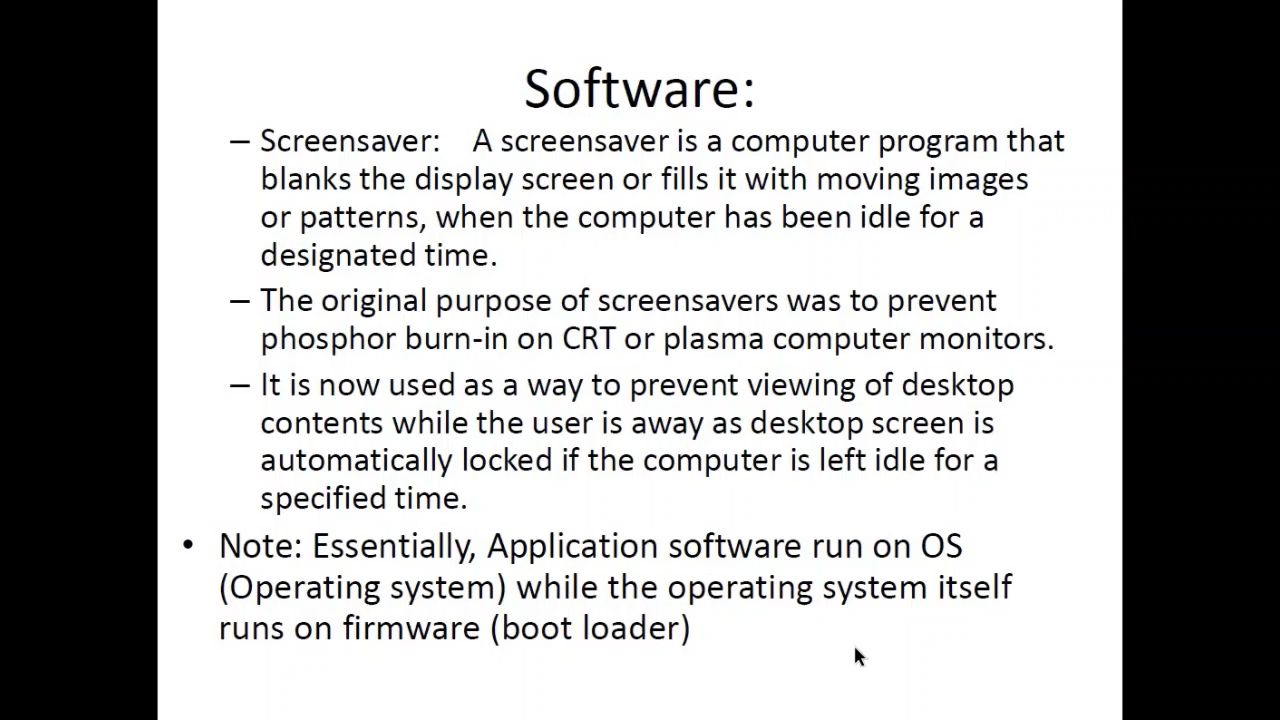 Software:
– Screensaver: A screensaver is a computer program that
blanks the display screen or fills it with moving images
or patterns, when the computer has been idle for a
designated time.
– The original purpose of screensavers was to prevent
phosphor burn-in on CRT or plasma computer monitors.
– It is now used as a way to prevent viewing of desktop
contents while the user is away as desktop screen is
automatically locked if the computer is left idle for a
specified time.
• Note: Essentially, Application software run on OS
(Operating system) while the operating system itself
runs on firmware (boot loader)